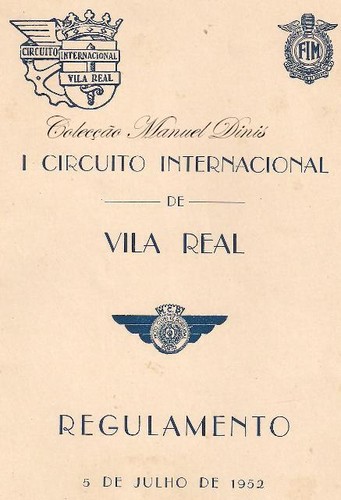 CIRCUITO INTERNACIONAL
VILA REAL
FIM
Colecção Manuel Dinis
I CIRCUITO INTERNACIONAL
DE
VILA REAL
REGULAMENTO
5 DE JULHO DE 1952